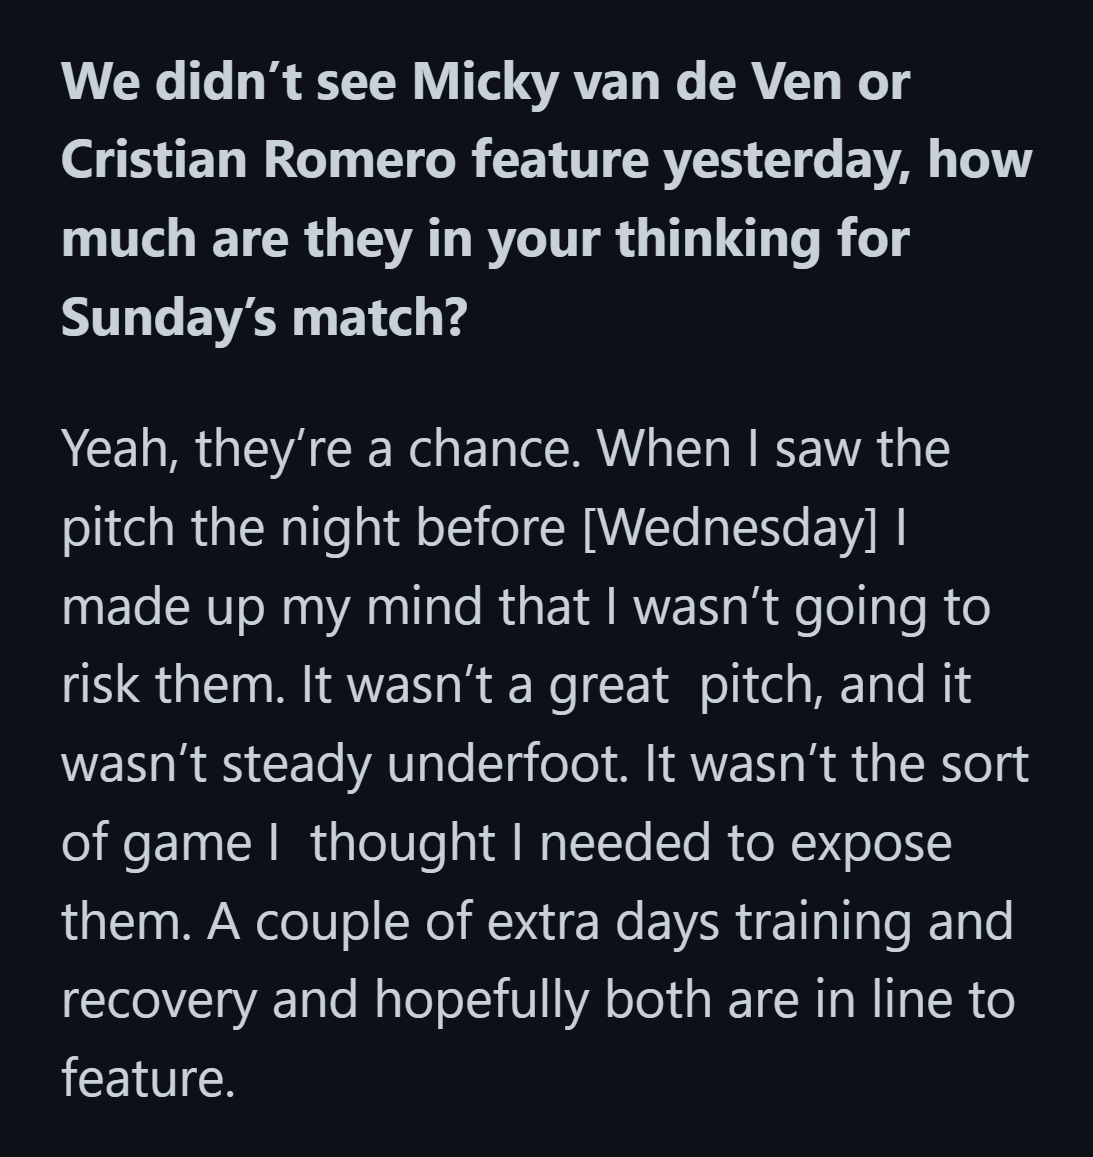 We didn’t see Micky van de Ven or
Cristian Romero feature yesterday, how
much are they in your thinking for
Sunday’s match?
Yeah, they’re a chance. When I saw the
pitch the night before [Wednesday] I
made up my mind that I wasn’t going to
risk them. It wasn’t a great  pitch, and it
wasn’t steady underfoot. It wasn’t the sort
of game I  thought I needed to expose
them. A couple of extra days training and
recovery and hopefully both are in line to
feature.